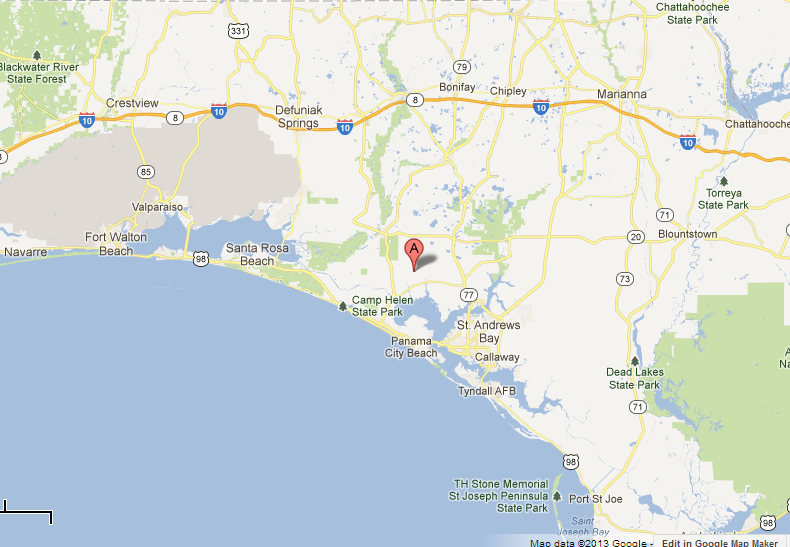 Chattahoochee
State Park
331
Blackwater River
State Forest
79
Bonifay
Chipley
Marianna
Crestview
10
8
10
Defuniak
Springs
10
8
10
10
Chattahooche
85
Valparaiso
Torreya
State Park
71
Navarre
Fort Walton
Beach
98
Santa Rosa
Beach
A
20
Blountstown
73
77
Camp Helen
State Park
Panama
City Beach
St. Andrews
Bay
Callaway
Tyndall AFB
Dead Lakes
State Park
71
A
Na
98
TH Stone Memorial
St Joseph Peninsula
State Park
Port St Joe
Saint
Joseph Bay
98
Map data ©2013 Google - Edit in Google Map Maker